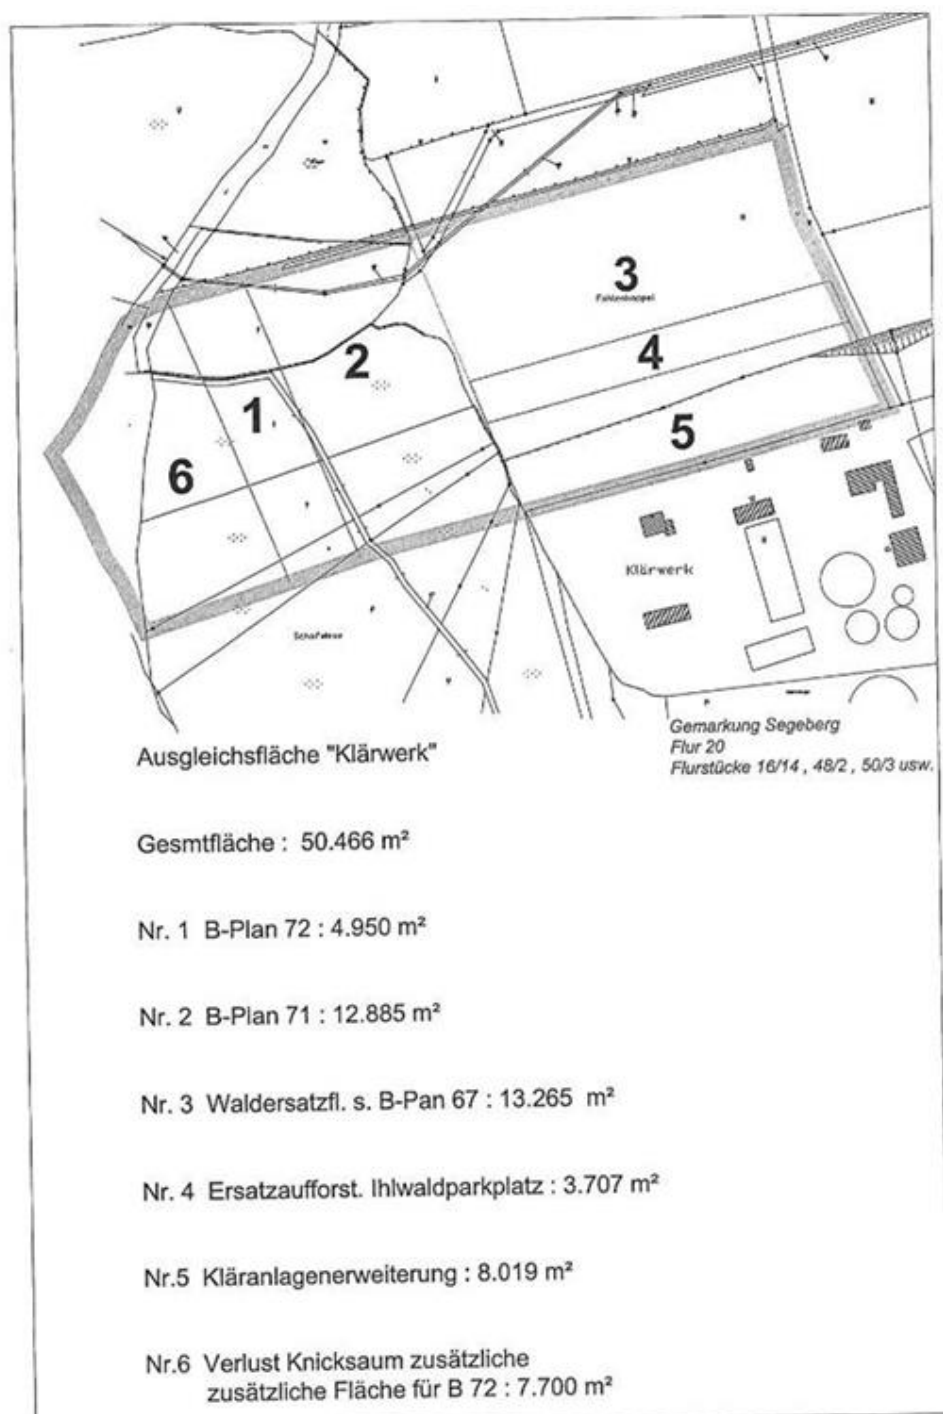 3
Fohlenkoppel
4
2
1
5
6
Klärwerk
Gemarkung Segeberg
Flur 20
Flurstücke 16/14 , 48/2 , 50/3 usw.
Ausgleichsfläche "Klärwerk"
Gesmtfläche : 50.466 m²
Nr. 1 B-Plan 72 : 4.950 m²
Nr. 2 B-Plan 71 : 12.885 m²
Nr. 3 Waldersatzfl. s. B-Pan 67 : 13.265 m²
Nr. 4 Ersatzaufforst. Ihlwaldparkplatz : 3.707 m²
Nr.5 Kläranlagenerweiterung : 8.019 m²
Nr.6 Verlust Knicksaum zusätzliche
zusätzliche Fläche für B 72 : 7.700 m²